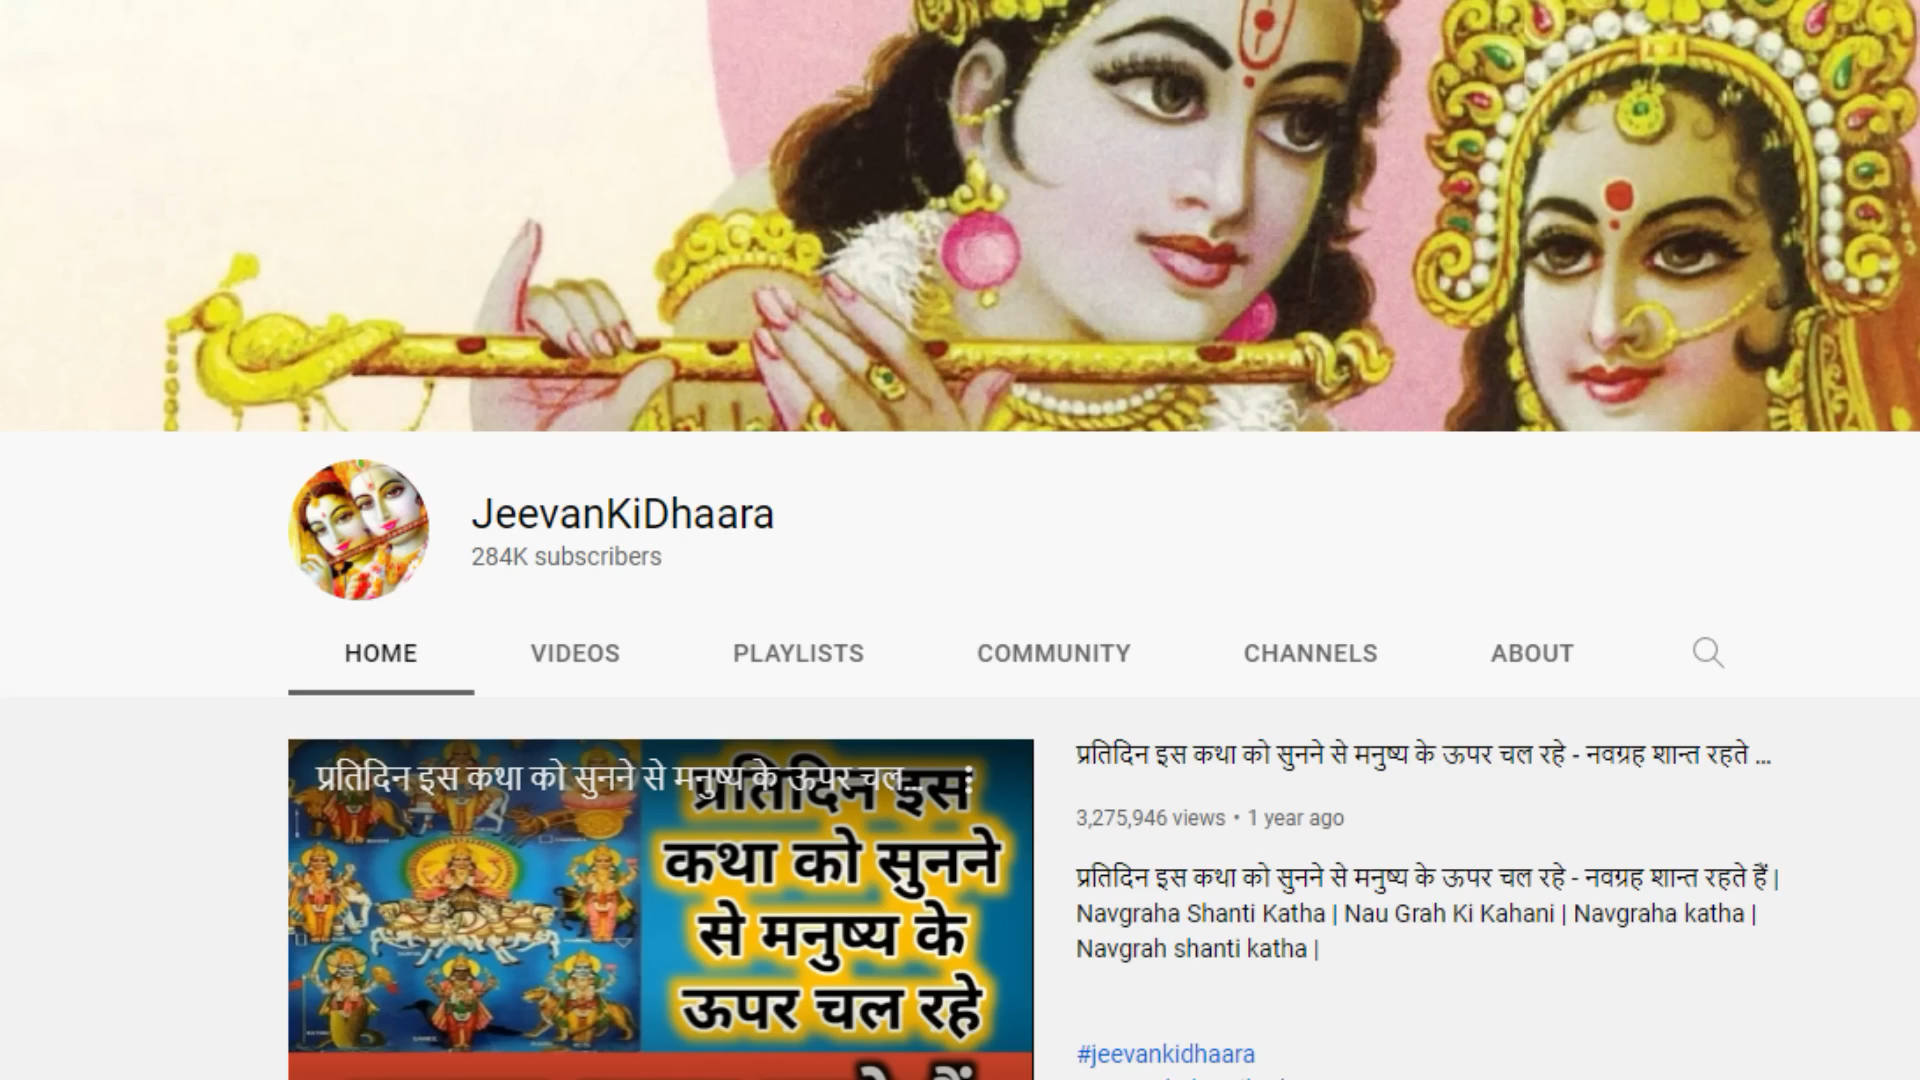 JeevanKiDhaara
284K subscribers
HOME VIDEOS PLAYLISTS COMMUNITY CHANNELS ABOUT
प्रतिदिन इस कथा को सुनने से मनुष्य के ऊपर चल...
प्रतिदिन इस
कथा को सुनने
से मनुष्य के
ऊपर चल रहे
प्रतिदिन इस कथा को सुनने से मनुष्य के ऊपर चल रहे - नवग्रह शान्त रहते ...
3,275,946 views • 1 year ago
प्रतिदिन इस कथा को सुनने से मनुष्य के ऊपर चल रहे - नवग्रह शान्त रहते हैं |
Navgraha Shanti Katha | Nau Grah Ki Kahani | Navgraha katha |
Navgrah shanti katha |
#jeevankidhaara